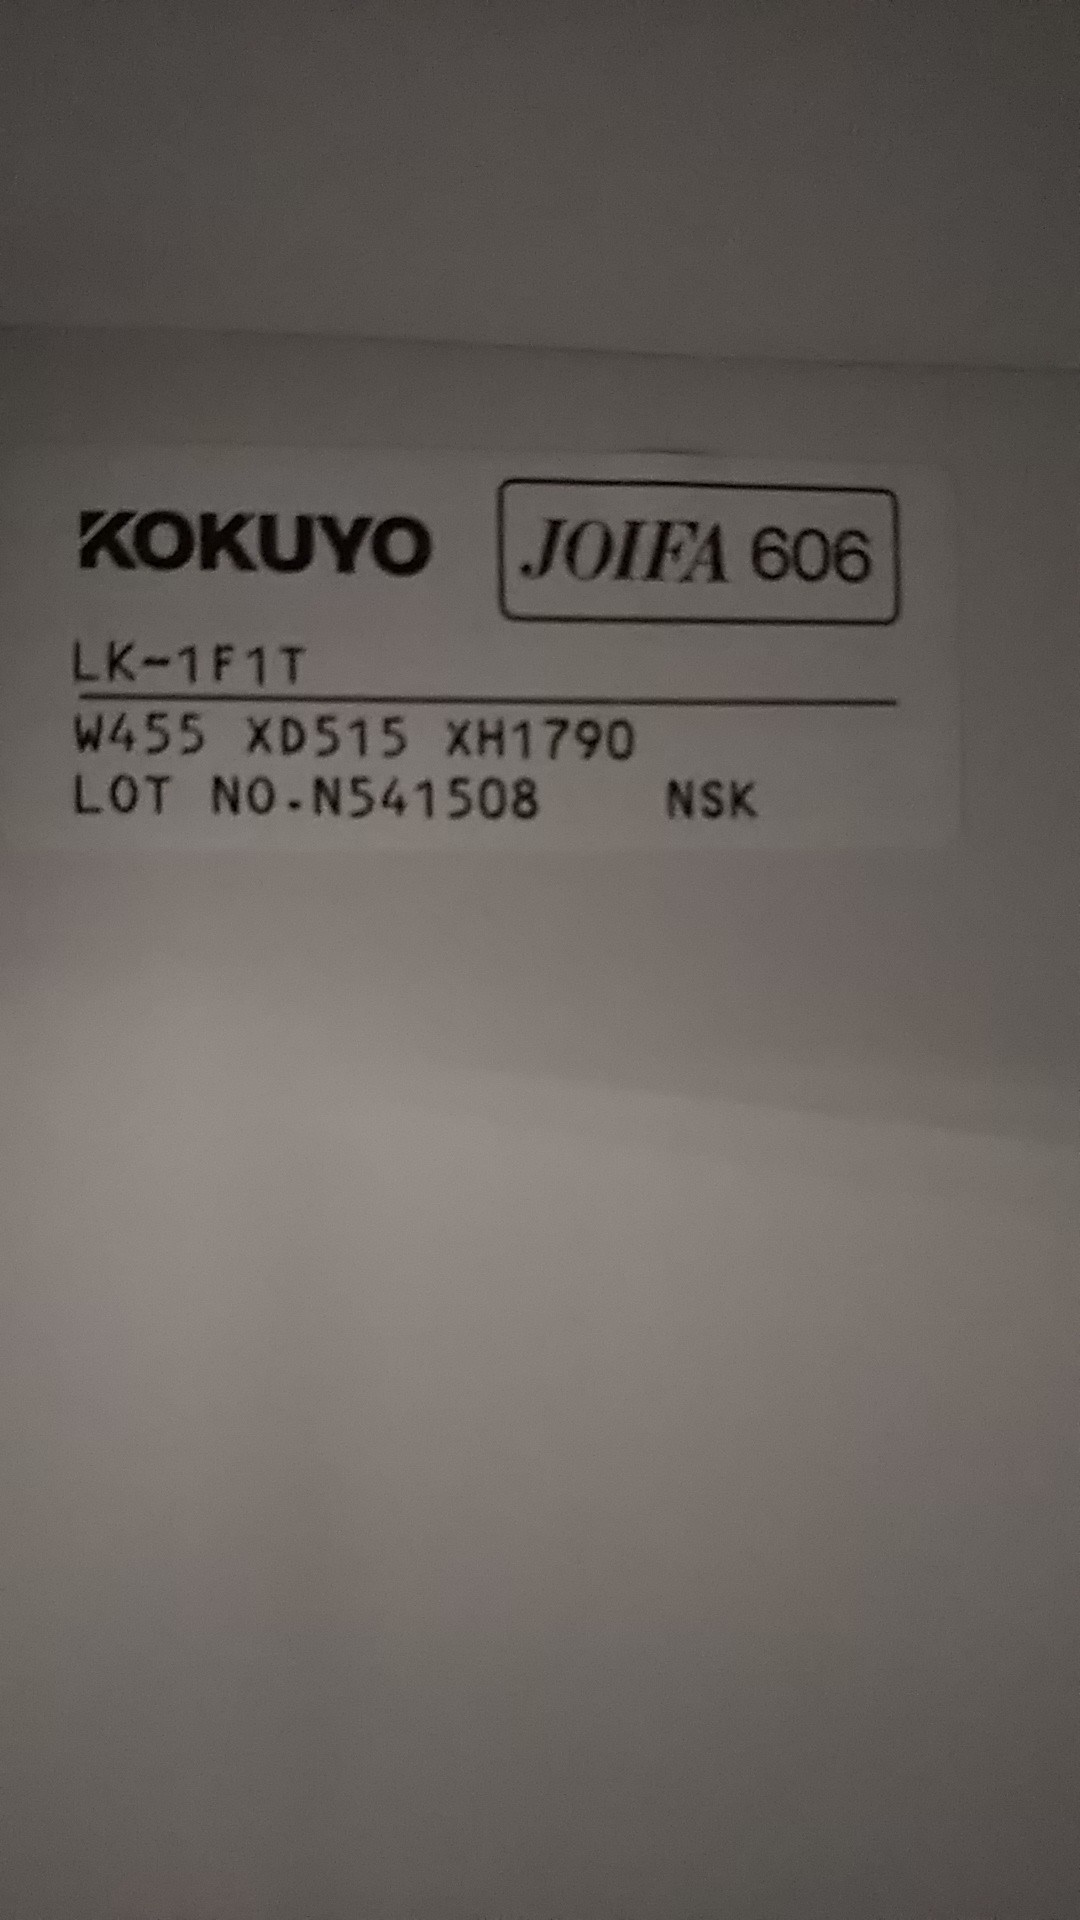 KOKUYO JOIFA 606
LK-1F1T
W455 XD515 XH1790
LOT NO.N541508 NSK